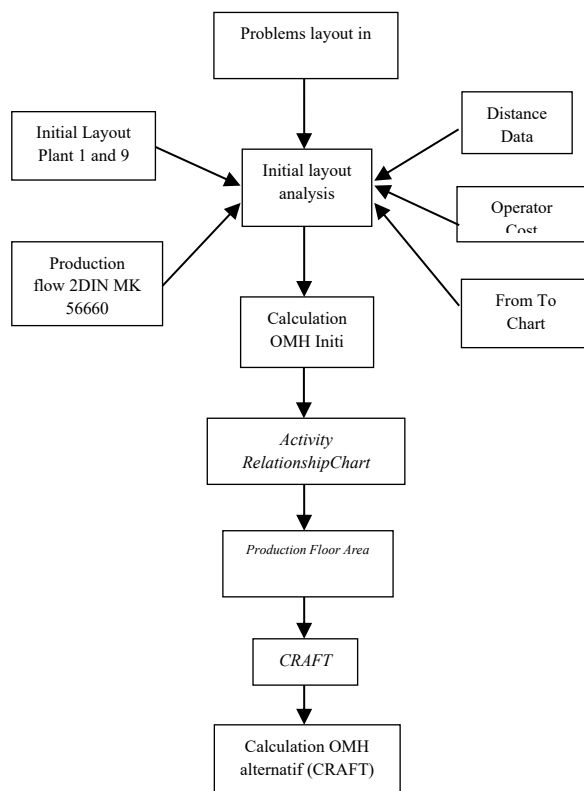 Problems layout in
Initial Layout
Plant 1 and 9
Distance
Data
Initial layout
analysis
Operator
Cost
Production
flow 2DIN MK
56660
From To
Chart
Calculation
OMH Initi
Activity
RelationshipChart
Production Floor Area
CRAFT
Calculation OMH
alternatif (CRAFT)